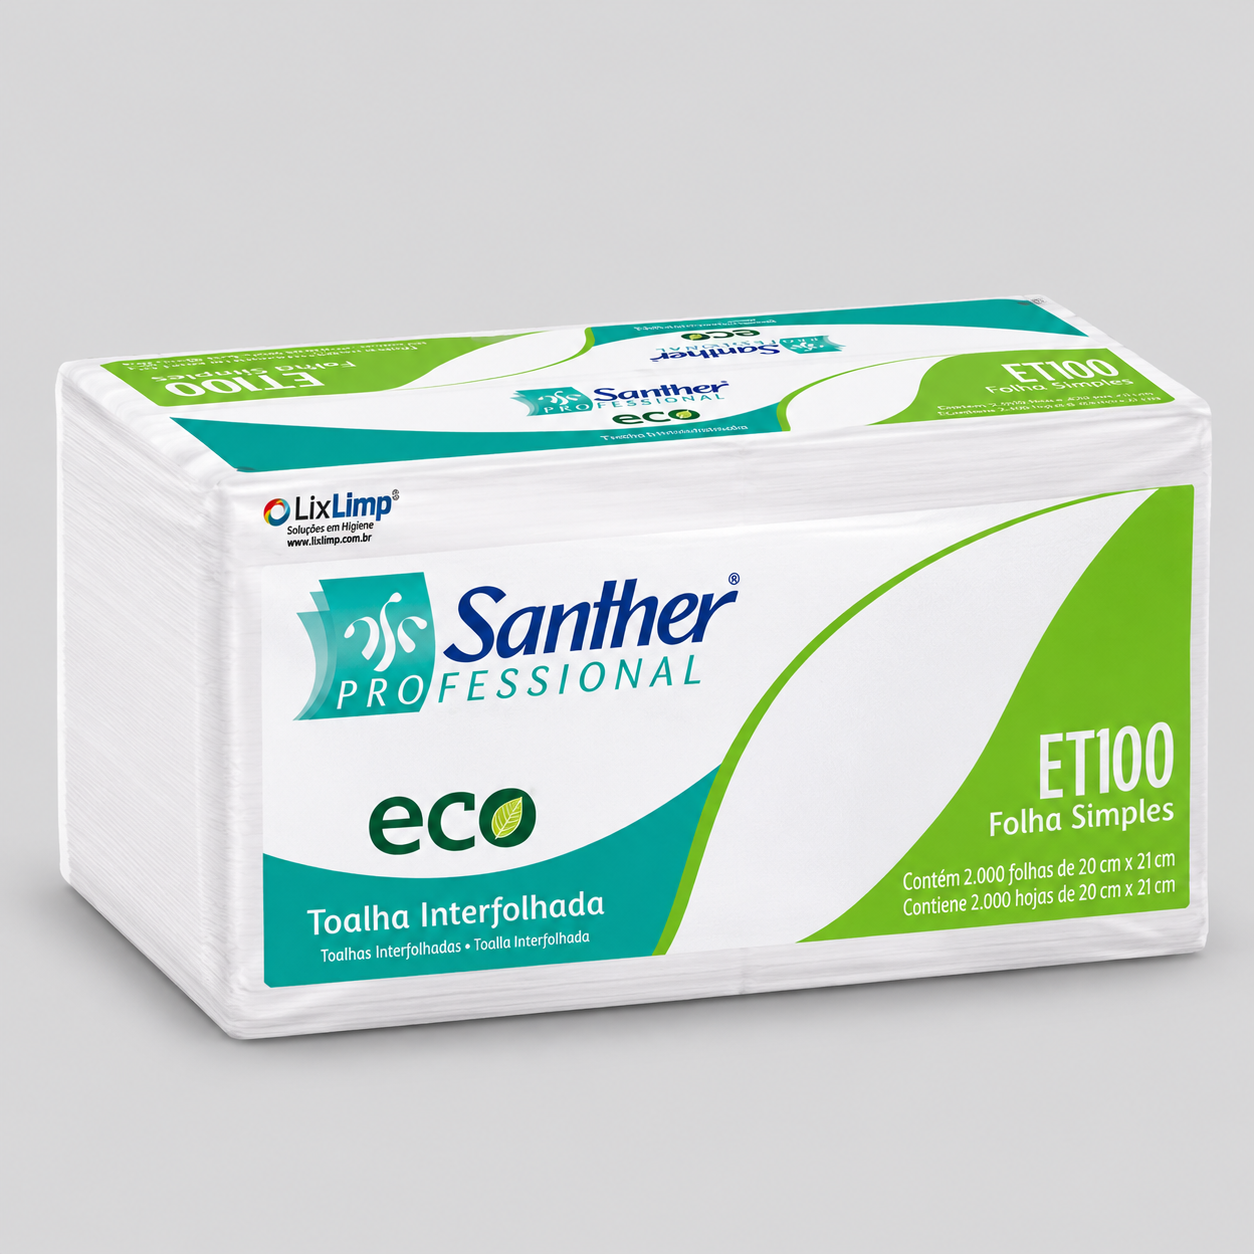 Santher
PROFESSIONAL
eco
ET100
Folha Simples
Santher
PROFESSIONAL
eco
Toalha Interfolhada
ET100
Folha Simples
LixLimp®
Soluções em Higiene
www.lixlimp.com.br
Santher®
PROFESSIONAL
eco
Toalha Interfolhada
Toalhas Interfolhadas • Toalla Interfolhada
ET100
Folha Simples
Contém 2.000 folhas de 20 cm x 21 cm
Contiene 2.000 hojas de 20 cm x 21 cm